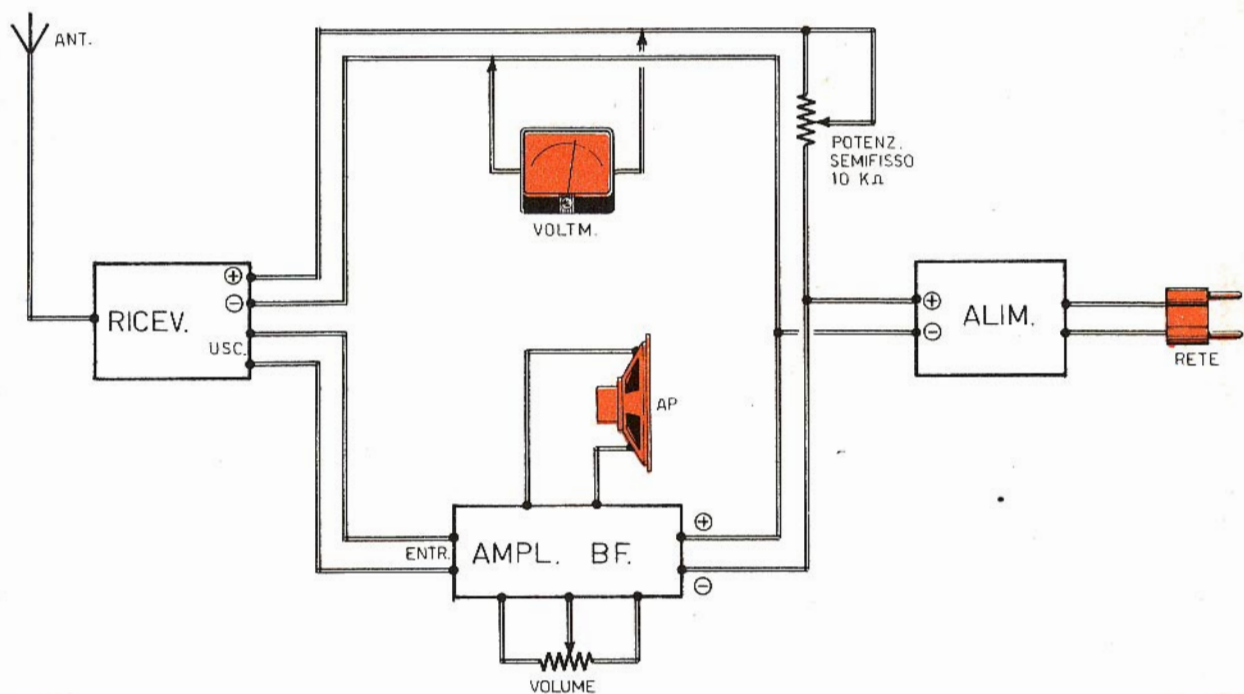 ANT.
POTENZ.
SEMIFISSO
10 KΩ
VOLTM.
RICEV.
+
−
USC.
+
−
ALIM.
RETE
AP
ENTR.
AMPL. BF.
+
−
VOLUME